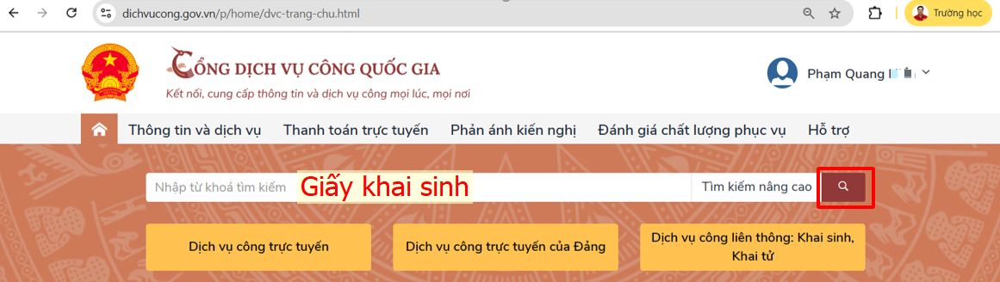 dichvucong.gov.vn/p/home/dvc-trang-chu.html
Trường học
CỔNG DỊCH VỤ CÔNG QUỐC GIA
Kết nối, cung cấp thông tin và dịch vụ công mọi lúc, mọi nơi
Phạm Quang
Thông tin và dịch vụ Thanh toán trực tuyến Phản ánh kiến nghị Đánh giá chất lượng phục vụ Hỗ trợ
Nhập từ khoá tìm kiếm Giấy khai sinh Tìm kiếm nâng cao
Dịch vụ công trực tuyến
Dịch vụ công trực tuyến của Đảng
Dịch vụ công liên thông: Khai sinh,
Khai tử